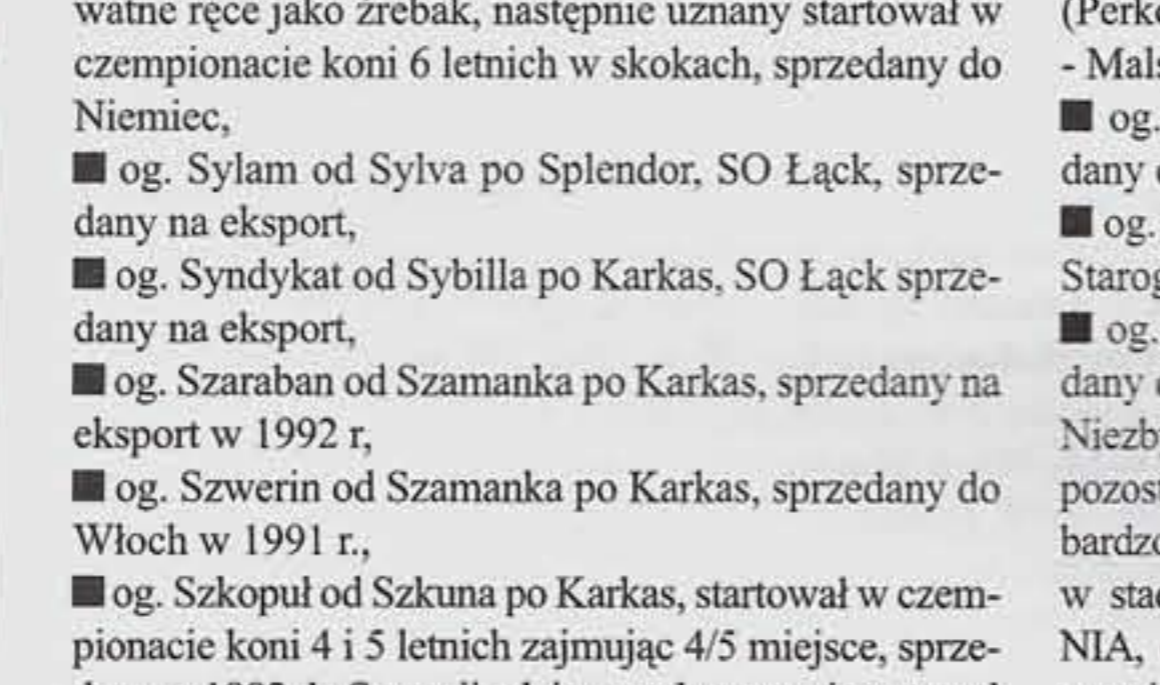 watne ręce jako źrebak, następnie uznany startował w
czempionacie koni 6 letnich w skokach, sprzedany do
Niemiec,
■ og. Sylam od Sylva po Splendor, SO Łąck, sprze-
dany na eksport,
■ og. Syndykat od Sybilla po Karkas, SO Łąck sprze-
dany na eksport,
■ og. Szaraban od Szamanka po Karkas, sprzedany na
eksport w 1992 r,
■ og. Szwerin od Szamanka po Karkas, sprzedany do
Włoch w 1991 r.,
■ og. Szkopuł od Szkuna po Karkas, startował w czem-
pionacie koni 4 i 5 letnich zajmując 4/5 miejsce, sprze-
■ og.
dany
■ og.
■ og.
dany
w
NIA,